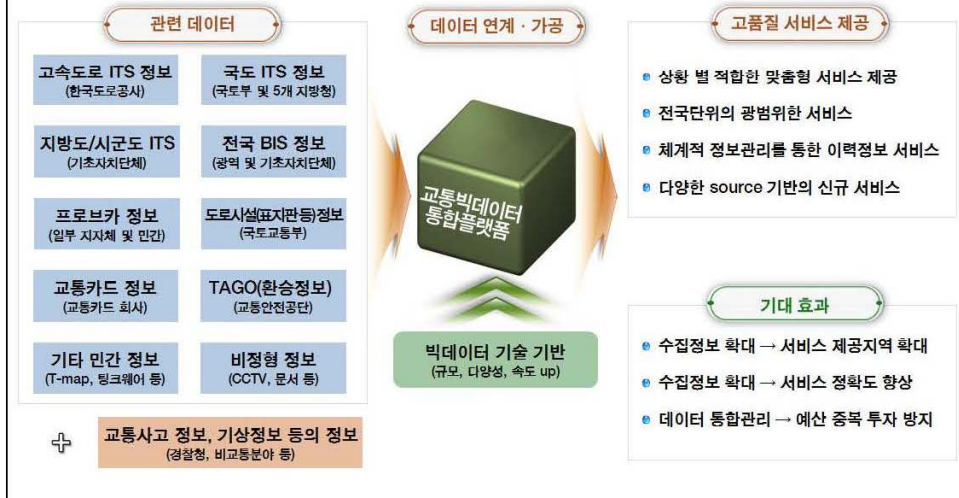 관련 데이터
고속도로 ITS 정보
(한국도로공사)
국도 ITS 정보
(국토부 및 5개 지방청)
지방도/시군도 ITS
(기초자치단체)
전국 BIS 정보
(광역 및 기초자치단체)
프로브카 정보
(일부 지자체 및 민간)
도로시설(표지판등)정보
(국토교통부)
교통카드 정보
(교통카드 회사)
TAGO(환승정보)
(교통안전공단)
기타 민간 정보
(T-map, 팅크웨어 등)
비정형 정보
(CCTV, 문서 등)
교통사고 정보, 기상정보 등의 정보
(경찰청, 비교통분야 등)
데이터 연계 · 가공
교통빅데이터
통합플랫폼
빅데이터 기술 기반
(규모, 다양성, 속도 up)
고품질 서비스 제공
상황 별 적합한 맞춤형 서비스 제공
전국단위의 광범위한 서비스
체계적 정보관리를 통한 이력정보 서비스
다양한 source 기반의 신규 서비스
기대 효과
수집정보 확대 → 서비스 제공지역 확대
수집정보 확대 → 서비스 정확도 향상
데이터 통합관리 → 예산 중복 투자 방지